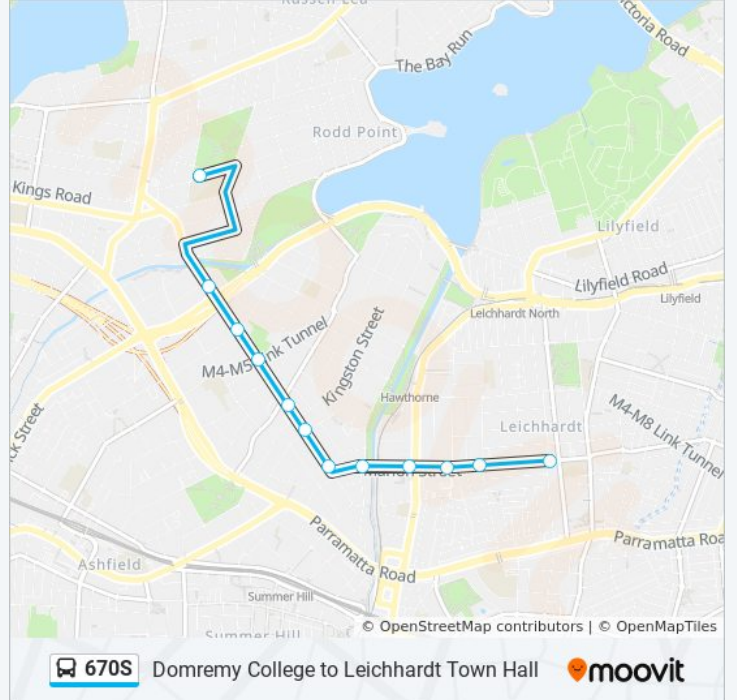 Russell Lea
Victoria Road
The Bay Run
Rodd Point
Kings Road
Lilyfield
Lilyfield Road
Lilyfield
Leichhardt North
M4-M5 Link Tunnel
Kingston Street
Hawthorne
M4-M8 Link Tunnel
Leichhardt
ck Street
Marion Street
Parramatta Road
Parramatta Roa
Ashfield
Summer Hill
Summer Hill
© OpenStreetMap contributors | © OpenMapTiles
670S Domremy College to Leichhardt Town Hall moovit